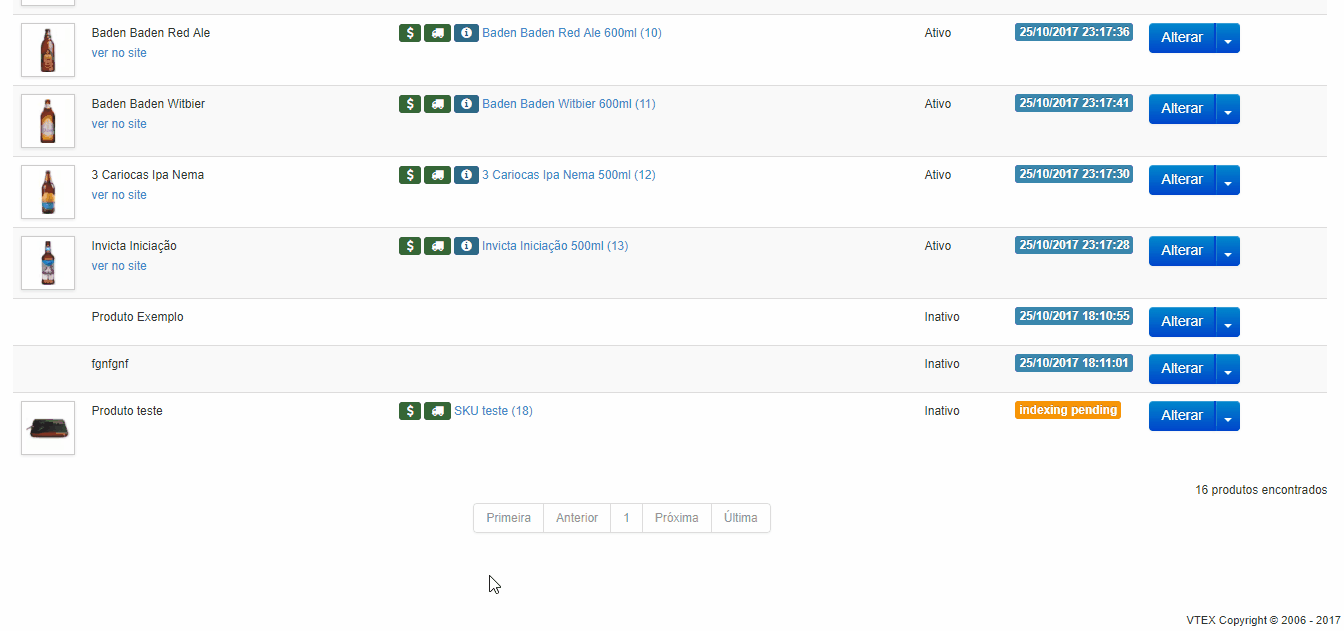 Baden Baden Red Ale $ Baden Baden Red Ale 600ml (10) Ativo 25/10/2017 23:17:36 Alterar
ver no site
Baden Baden Witbier $ Baden Baden Witbier 600ml (11) Ativo 25/10/2017 23:17:41 Alterar
ver no site
3 Cariocas Ipa Nema $ 3 Cariocas Ipa Nema 500ml (12) Ativo 25/10/2017 23:17:30 Alterar
ver no site
Invicta Iniciação $ Invicta Iniciação 500ml (13) Ativo 25/10/2017 23:17:28 Alterar
ver no site
Produto Exemplo Inativo 25/10/2017 18:10:55 Alterar
fgnfgnf Inativo 25/10/2017 18:11:01 Alterar
Produto teste $ SKU teste (18) Inativo indexing pending Alterar
16 produtos encontrados
Primeira Anterior 1 Próxima Última
VTEX Copyright © 2006 - 2017